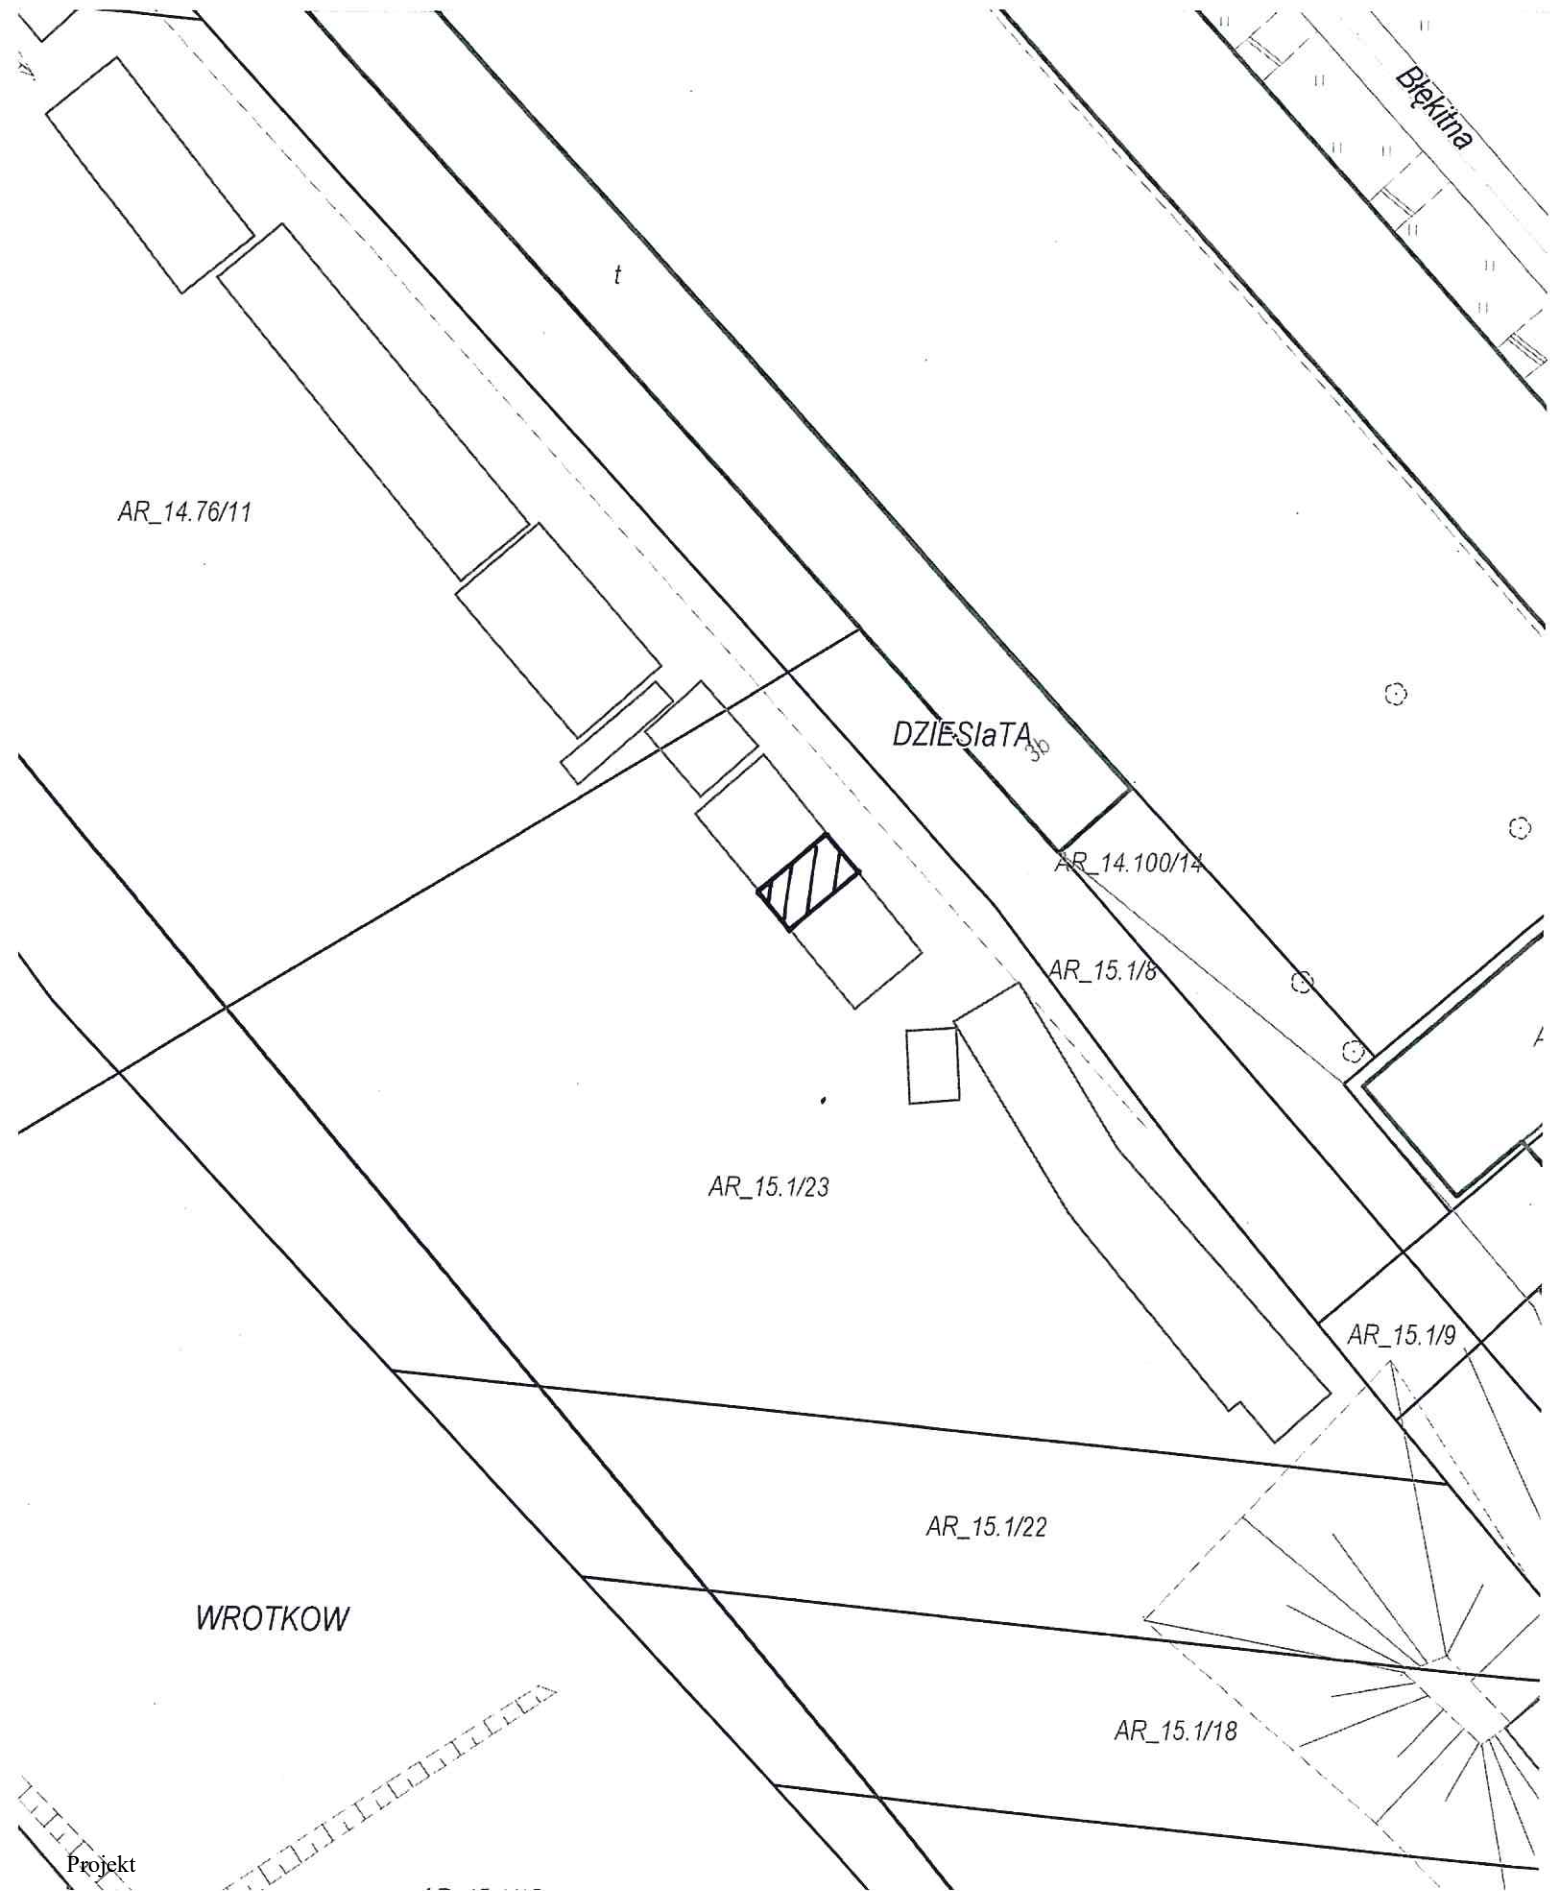 Błękitna
t
AR_14.76/11
DZIESIaTA
3b
AR_14.100/14
AR_15.1/8
AR_15.1/23
AR_15.1/9
AR_15.1/22
WROTKOW
AR_15.1/18
Projekt